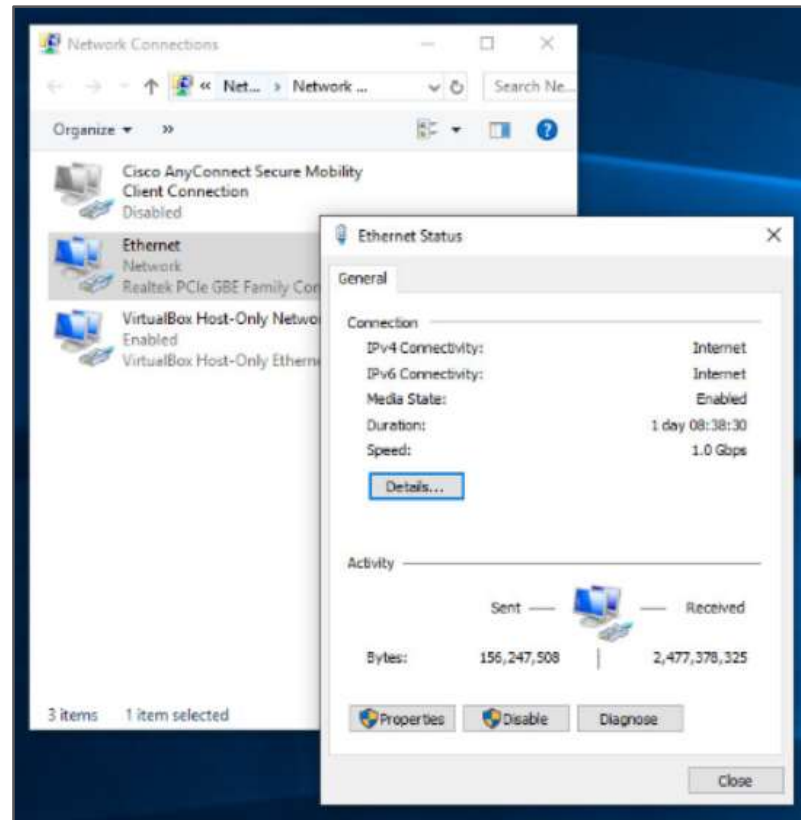 Network Connections
« Net... › Network ...
Search Ne...
Organize
»
Cisco AnyConnect Secure Mobility
Client Connection
Disabled
Ethernet
Network
Realtek PCIe GBE Family Con
VirtualBox Host-Only Netwo
Enabled
VirtualBox Host-Only Ethern
3 items 1 item selected
Ethernet Status
General
Connection
IPv4 Connectivity: Internet
IPv6 Connectivity: Internet
Media State: Enabled
Duration: 1 day 08:38:30
Speed: 1.0 Gbps
Details...
Activity
Sent — — Received
Bytes: 156,247,508 | 2,477,378,325
Properties Disable Diagnose
Close